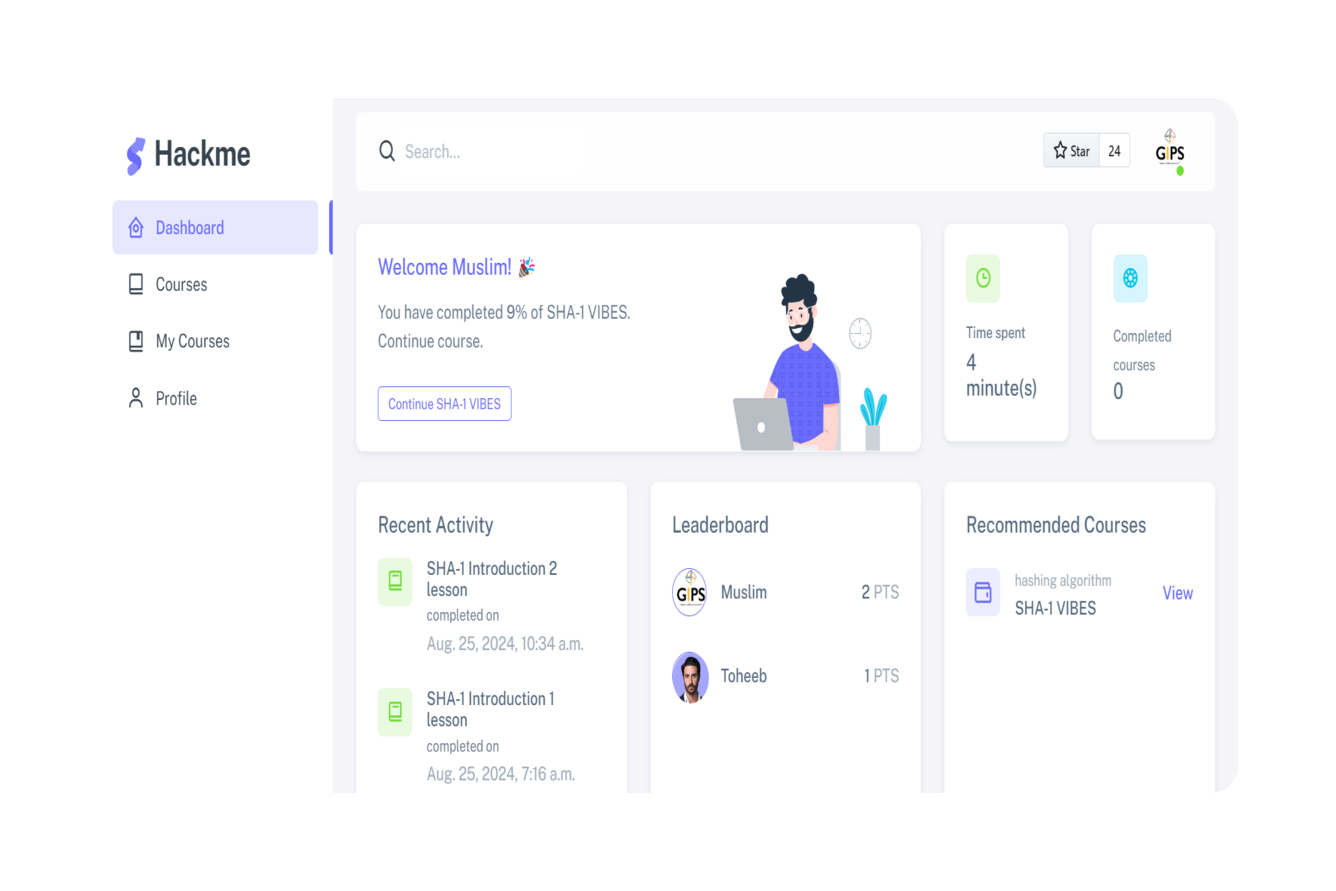 Hackme
Dashboard
Courses
My Courses
Profile
Search...
Star
24
GIPS
Welcome Muslim! 🎉
You have completed 9% of SHA-1 VIBES.
Continue course.
Continue SHA-1 VIBES
Time spent
4
minute(s)
Completed
courses
0
Recent Activity
SHA-1 Introduction 2
lesson
completed on
Aug. 25, 2024, 10:34 a.m.
SHA-1 Introduction 1
lesson
completed on
Aug. 25, 2024, 7:16 a.m.
Leaderboard
GIPS
Muslim
2 PTS
Toheeb
1 PTS
Recommended Courses
hashing algorithm
SHA-1 VIBES
View